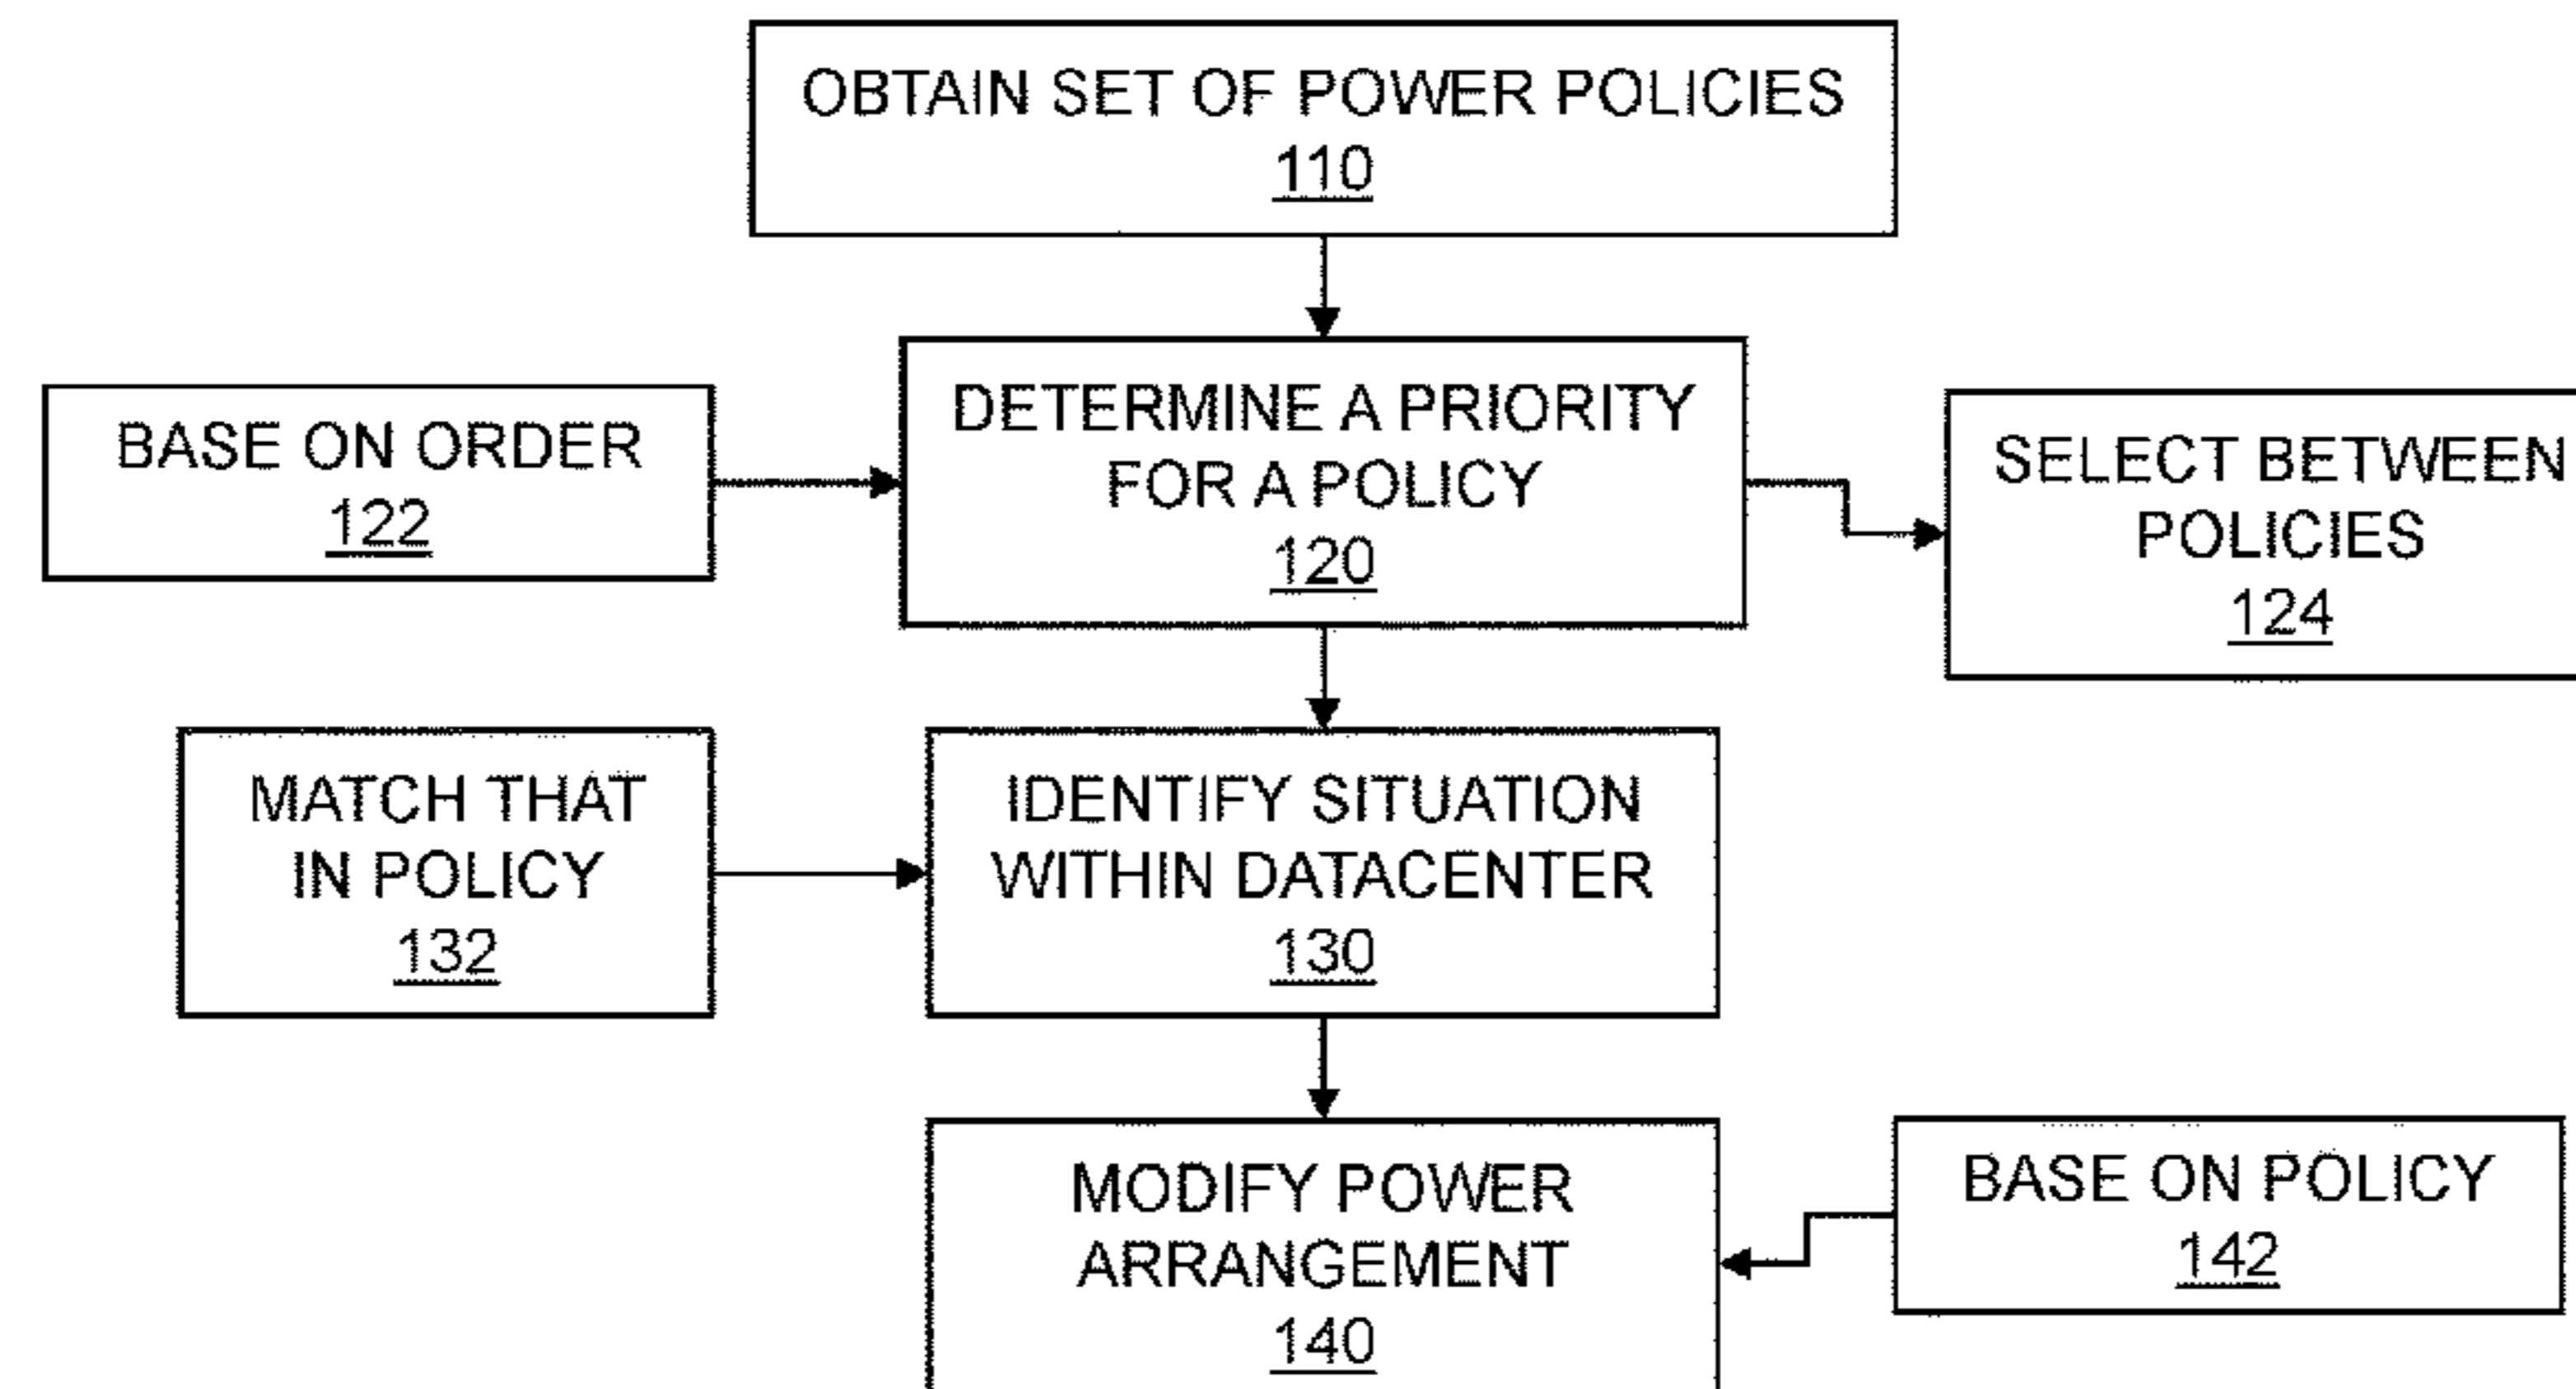 OBTAIN SET OF POWER POLICIES
110
BASE ON ORDER
122
DETERMINE A PRIORITY
FOR A POLICY
120
SELECT BETWEEN
POLICIES
124
MATCH THAT
IN POLICY
132
IDENTIFY SITUATION
WITHIN DATACENTER
130
MODIFY POWER
ARRANGEMENT
140
BASE ON POLICY
142